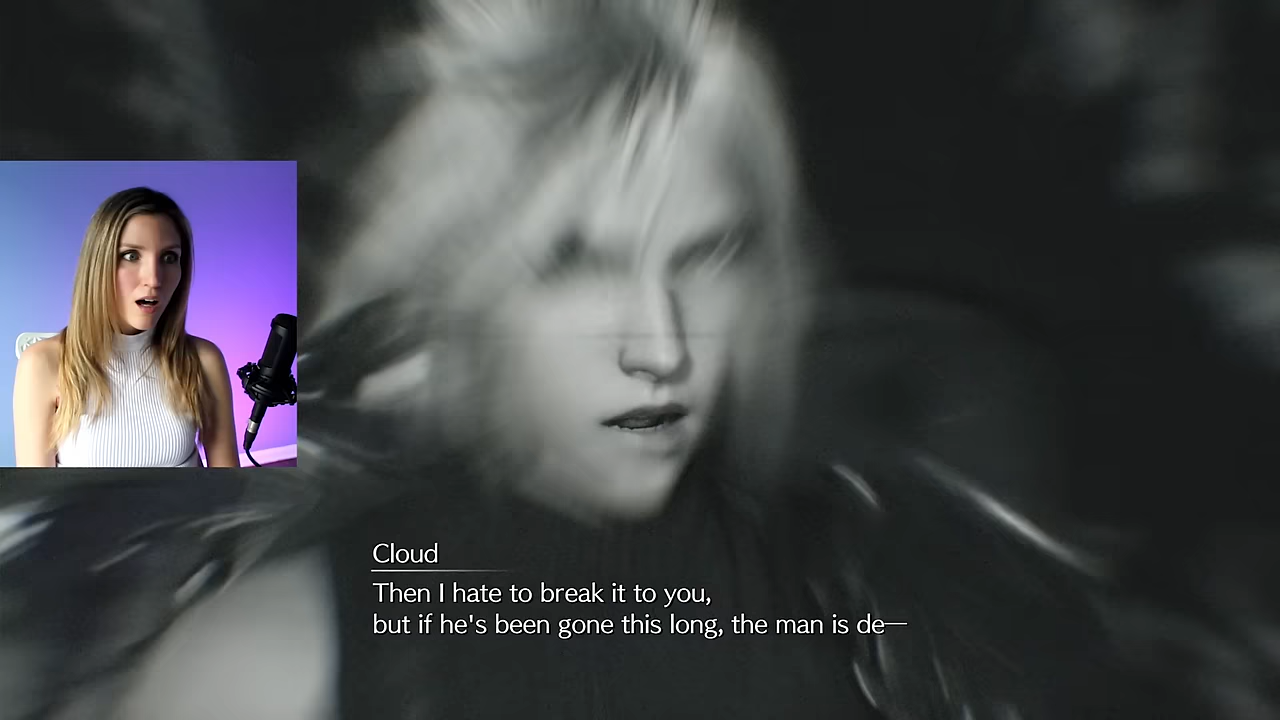 Cloud
Then I hate to break it to you,
but if he's been gone this long, the man is de—